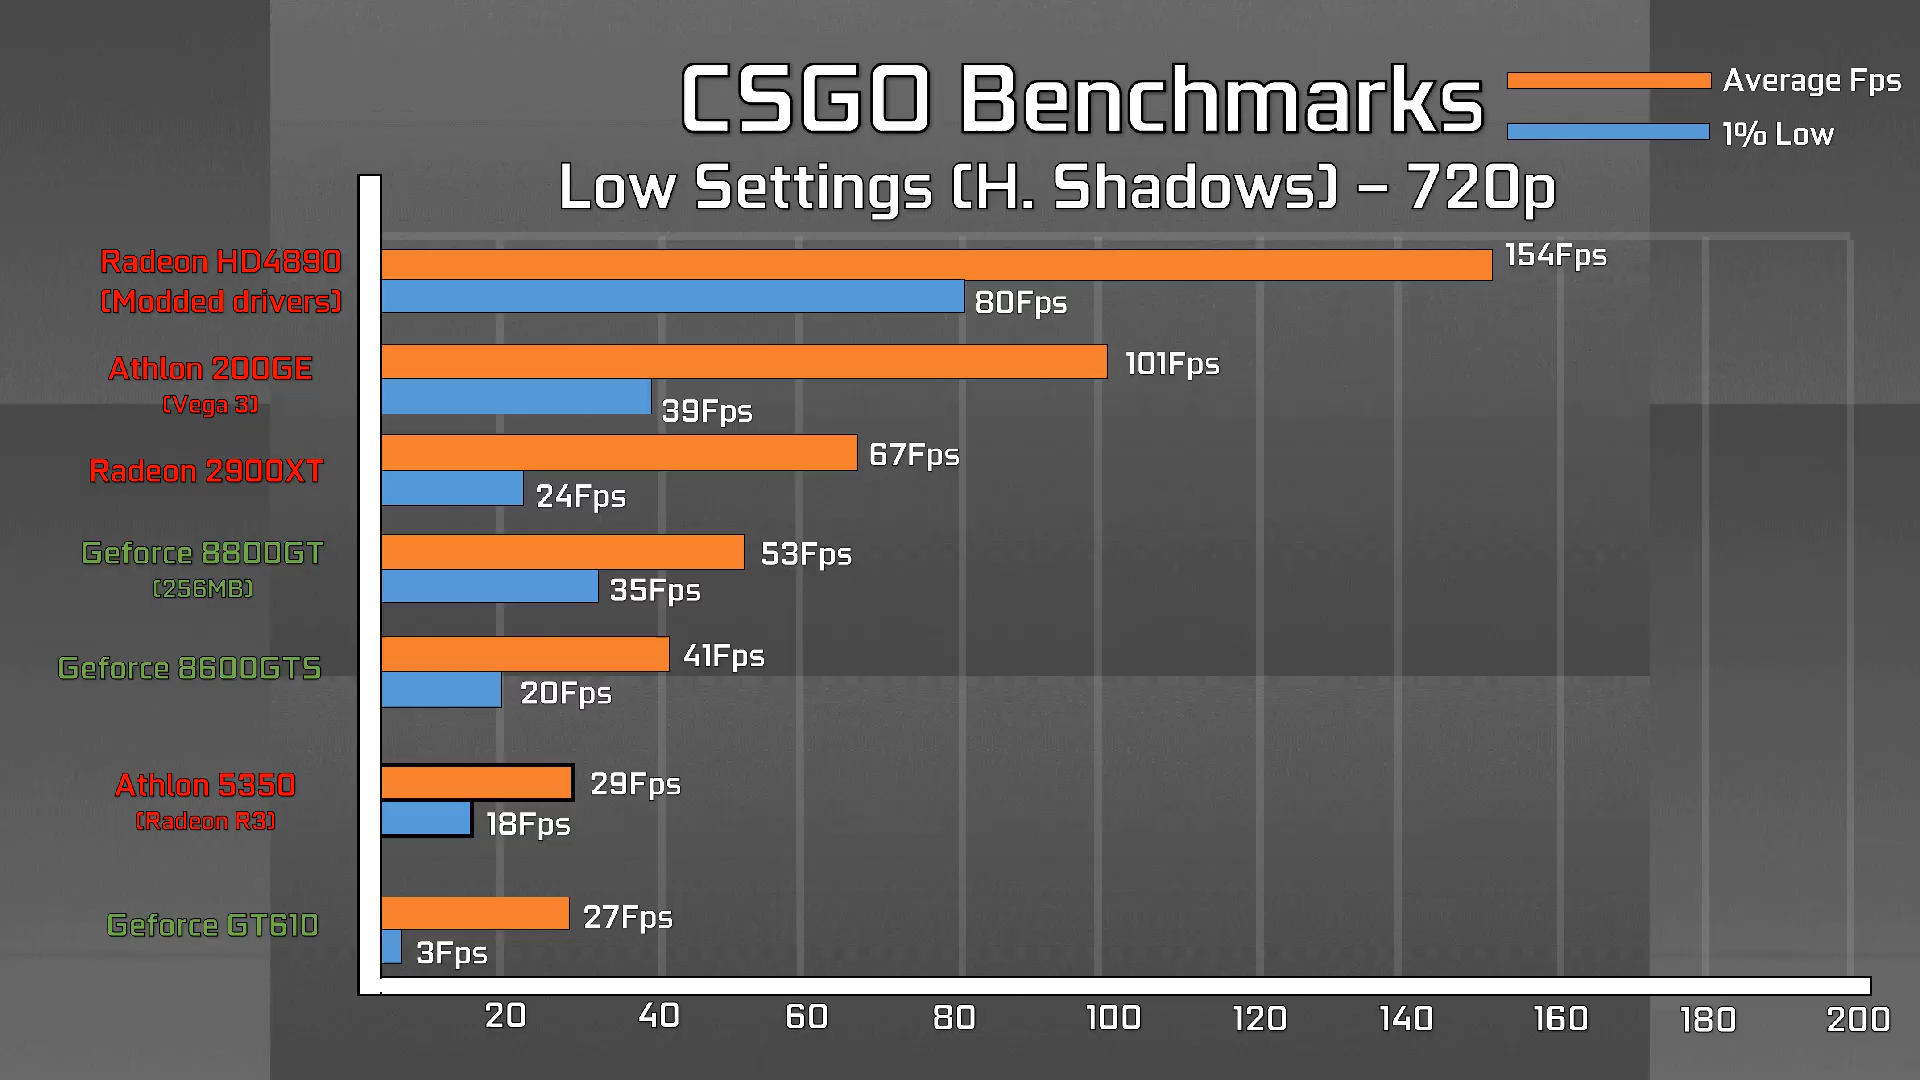 CSGO Benchmarks
Average Fps
1% Low
Low Settings (H. Shadows) – 720p
Radeon HD4890
(Modded drivers)
154Fps
80Fps
Athlon 200GE
(Vega 3)
101Fps
39Fps
Radeon 2900XT
67Fps
24Fps
Geforce 8800GT
(256MB)
53Fps
35Fps
Geforce 8600GTS
41Fps
20Fps
Athlon 5350
(Radeon R3)
29Fps
18Fps
Geforce GT610
27Fps
3Fps
20 40 60 80 100 120 140 160 180 200